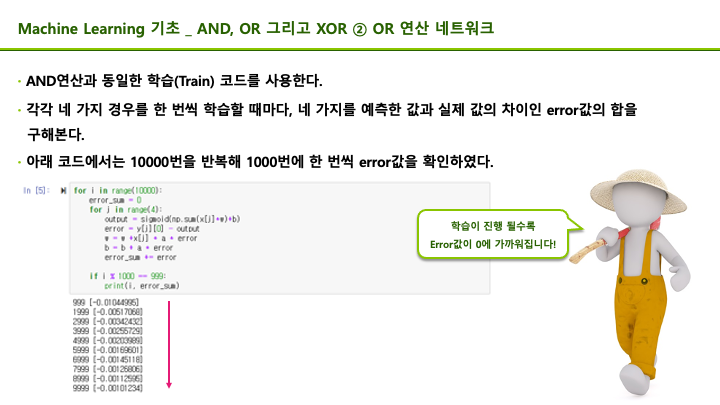 Machine Learning 기초 _ AND, OR 그리고 XOR ② OR 연산 네트워크
· AND연산과 동일한 학습(Train) 코드를 사용한다.
· 각각 네 가지 경우를 한 번씩 학습할 때마다, 네 가지를 예측한 값과 실제 값의 차이인 error값의 합을
구해본다.
· 아래 코드에서는 10000번을 반복해 1000번에 한 번씩 error값을 확인하였다.
In [5]: for i in range(10000):
error_sum = 0
for j in range(4):
output = sigmoid(np.sum(x[j]*w)+b)
error = y[j][0] - output
w = w +x[j] * a * error
b = b + a * error
error_sum += error
if i % 1000 == 999:
print(i, error_sum)
학습이 진행 될수록
Error값이 0에 가까워집니다!
999 [-0.01044995]
1999 [-0.00517068]
2999 [-0.00342432]
3999 [-0.00255729]
4999 [-0.00203989]
5999 [-0.00169601]
6999 [-0.00145118]
7999 [-0.00126806]
8999 [-0.00112595]
9999 [-0.00101234]